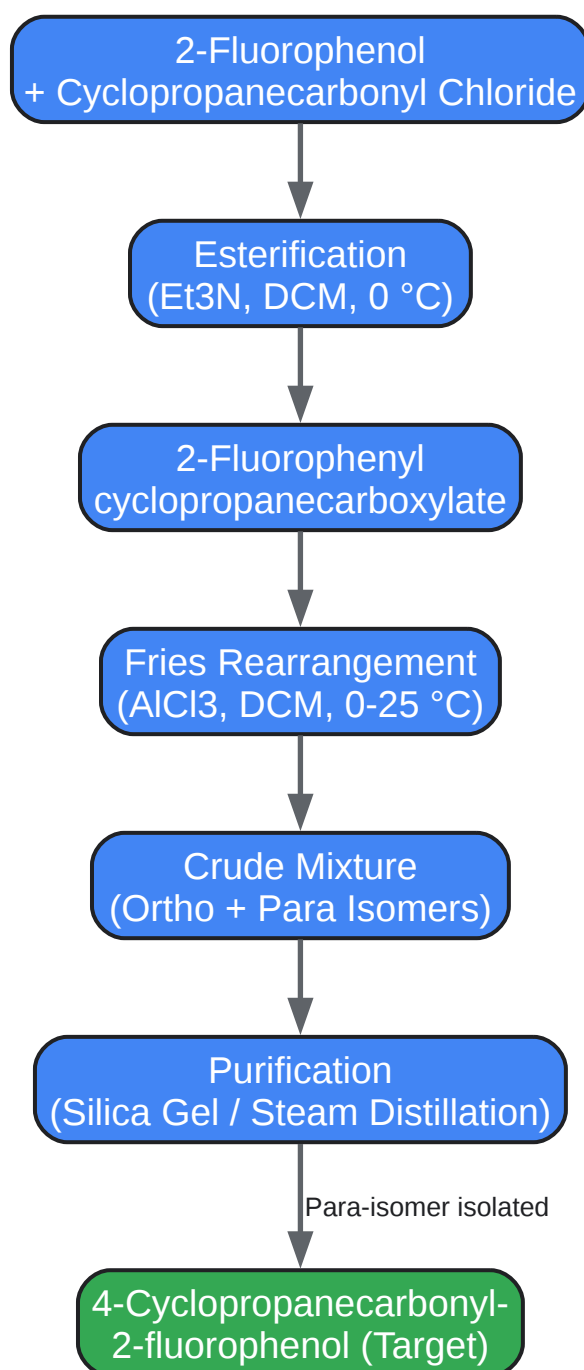 2-Fluorophenol
+ Cyclopropanecarbonyl Chloride
Esterification
(Et3N, DCM, 0 °C)
2-Fluorophenyl
cyclopropanecarboxylate
Fries Rearrangement
(AlCl3, DCM, 0-25 °C)
Crude Mixture
(Ortho + Para Isomers)
Purification
(Silica Gel / Steam Distillation)
Para-isomer isolated
4-Cyclopropanecarbonyl-
2-fluorophenol (Target)